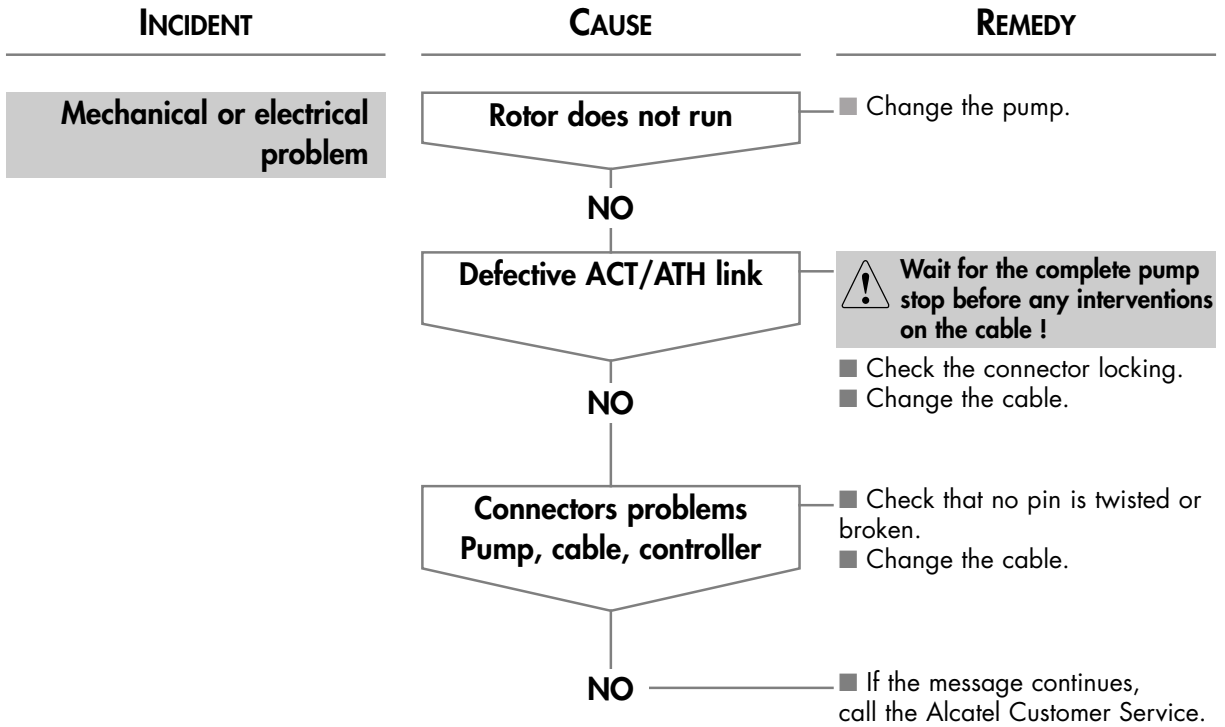 INCIDENT
CAUSE
REMEDY
Mechanical or electrical
problem
Rotor does not run
■ Change the pump.
NO
Defective ACT/ATH link
Wait for the complete pump
stop before any interventions
on the cable !
■ Check the connector locking.
■ Change the cable.
NO
Connectors problems
Pump, cable, controller
■ Check that no pin is twisted or
broken.
■ Change the cable.
NO
■ If the message continues,
call the Alcatel Customer Service.